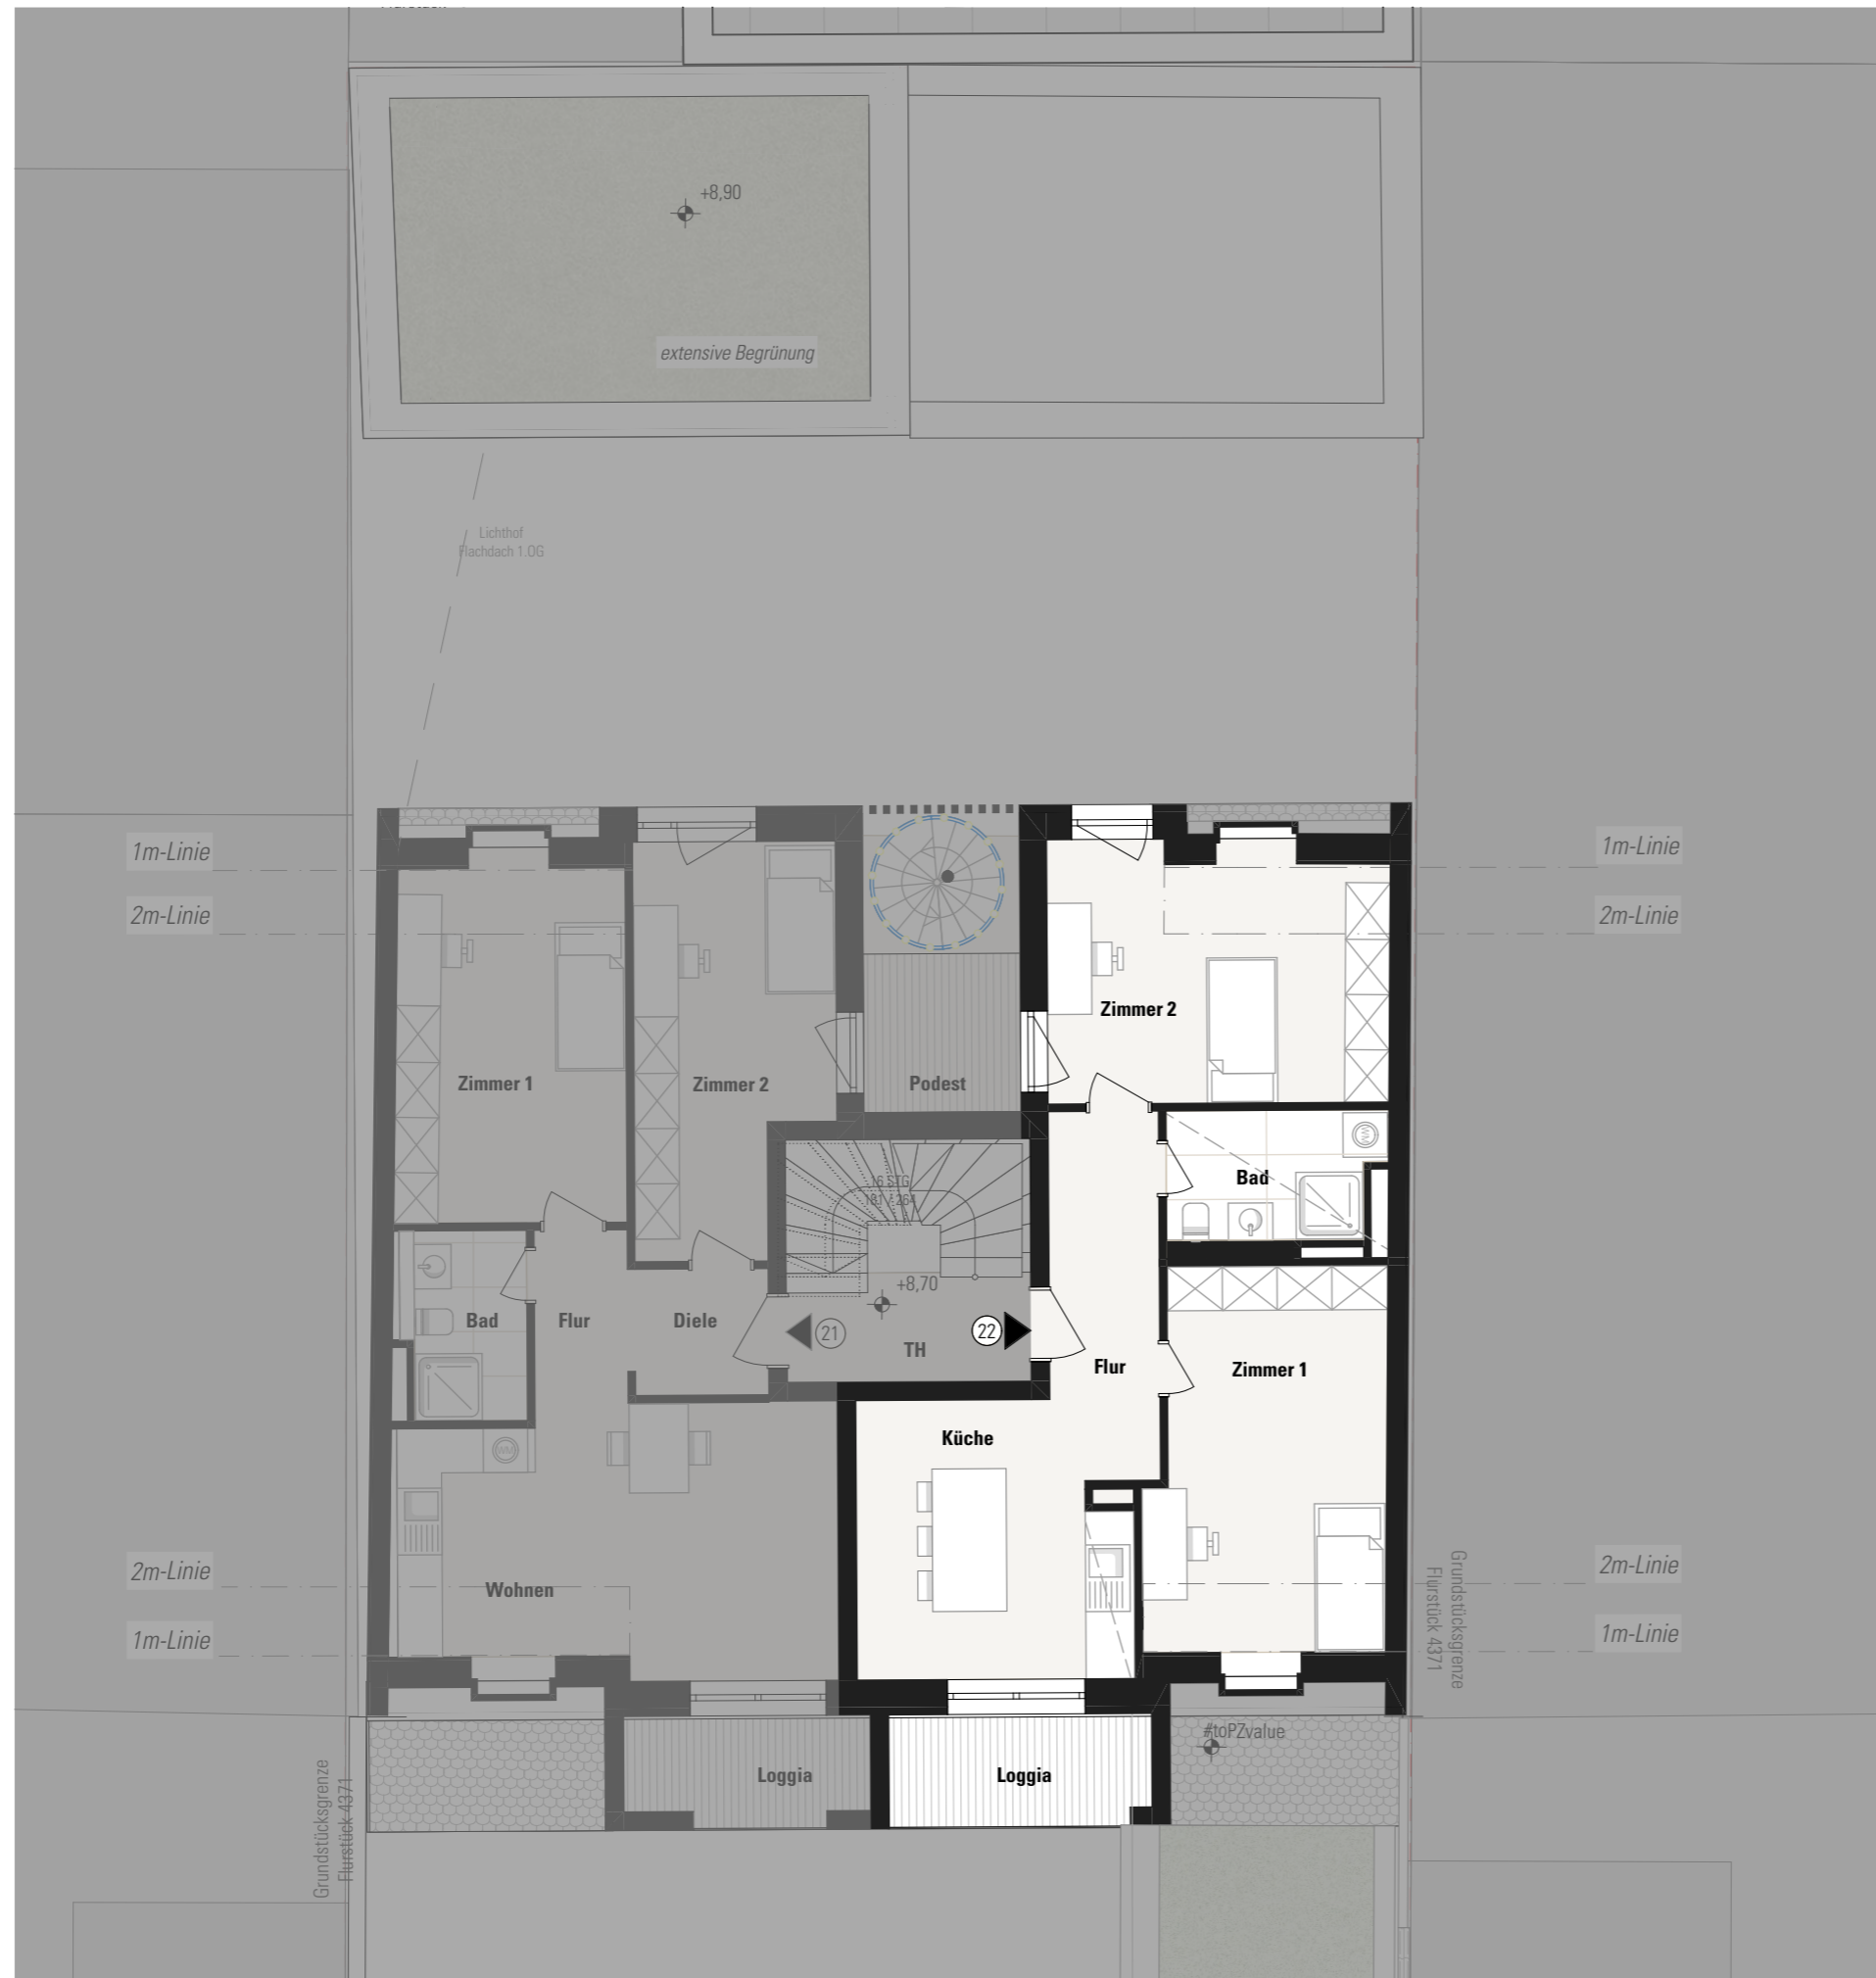 +8,90
extensive Begrünung
Lichthof
Flachdach 1.OG
1m-Linie
1m-Linie
2m-Linie
2m-Linie
Zimmer 2
Zimmer 1
Zimmer 2
Podest
Bad
16 STG
181 / 264
+8,70
Bad
Flur
Diele
21
22
TH
Flur
Zimmer 1
Küche
2m-Linie
Wohnen
2m-Linie
1m-Linie
1m-Linie
Grundstücksgrenze
Flurstück 4371
#toPZvalue
Loggia
Loggia
Grundstücksgrenze
Flurstück 4371